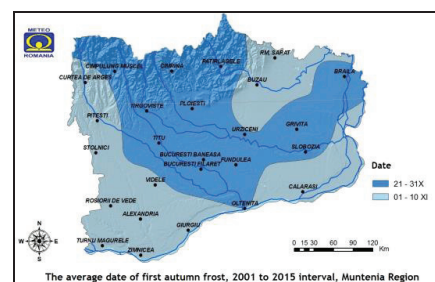 METEO
ROMANIA
RM. SARAT
CIMPULUNG MUSCEL
CIMPINA
PATIRLAGELE
CURTEA DE ARGES
BUZAU
BRAILA
TIRGOVISTE
PLOIESTI
PITESTI
URZICENI
GRIVITA
STOLNICI
TITU
SLOBOZIA
BUCURESTI BANEASA
BUCURESTI FILARET
FUNDULEA
Date
VIDELE
21 - 31X
CALARASI
01 - 10 XI
ROSIORII DE VEDE
OLTENITA
ALEXANDRIA
GIURGIU
N
W
E
S
TURNU MAGURELE
ZIMNICEA
0 15 30 60 90 120
Km
The average date of first autumn frost, 2001 to 2015 interval, Muntenia Region